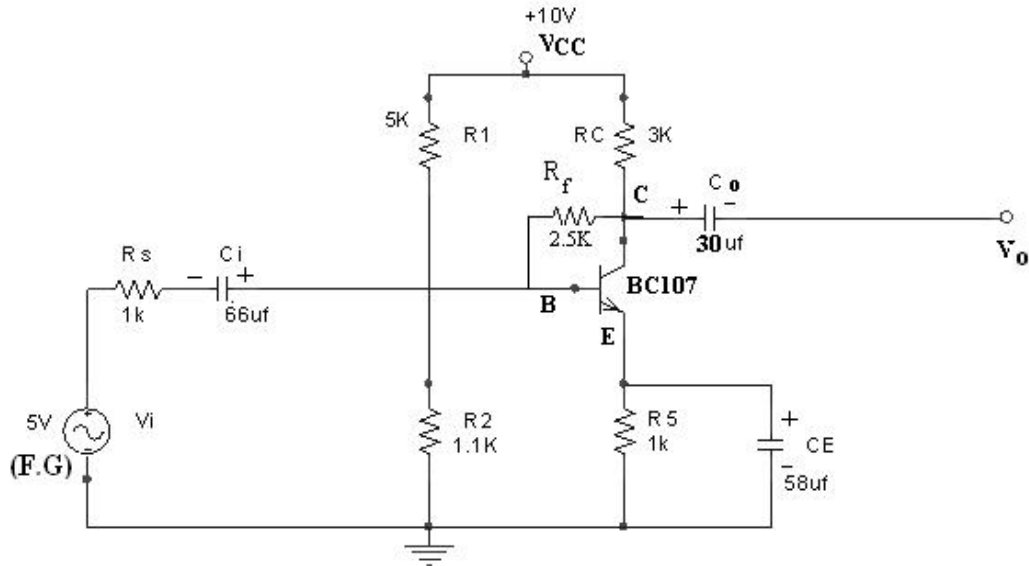 +10V
VCC
5K
R1
RC
3K
Rf
C
+
Co
-
2.5K
30uf
Vo
Rs
-
Ci
+
B
BC107
1k
.66uf
E
5V
Vi
+
-
(F.G)
R2
1.1K
R5
1k
+
CE
-
58uf